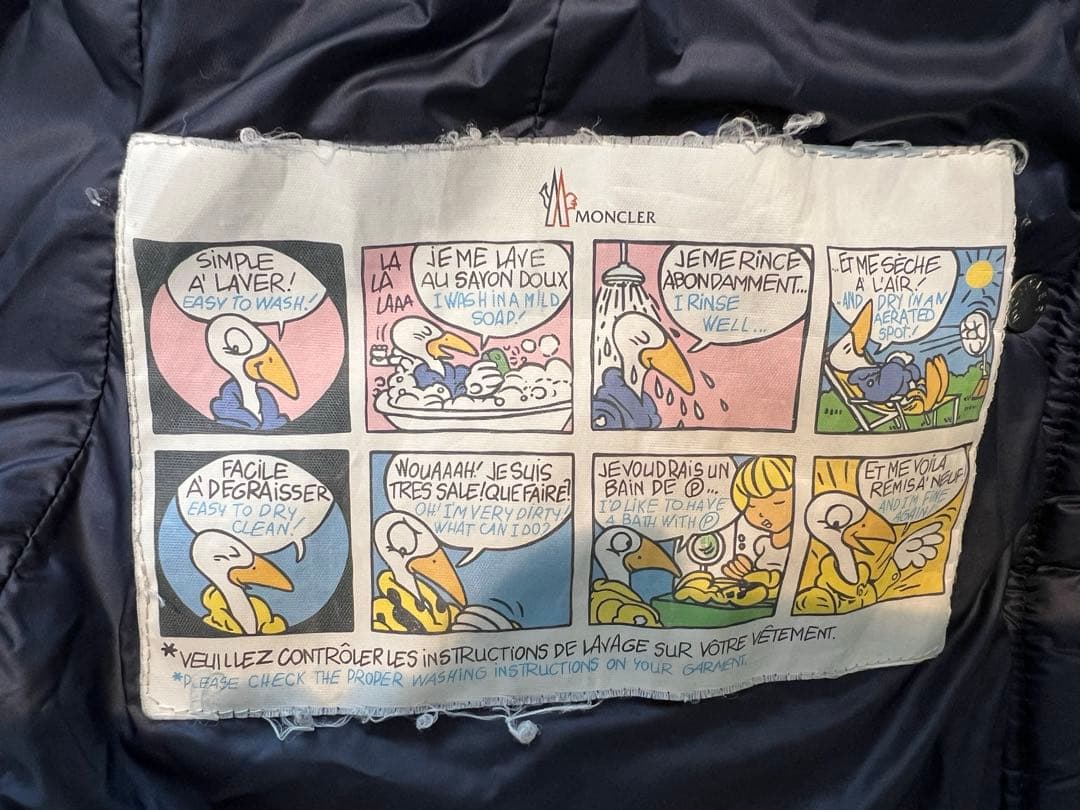 MONCLER
SIMPLE
A' LAVER!
EASY TO WASH!
LA
LÀ
LAAA
JE ME LAVE
AU SAVON DOUX
I WASH IN A MILD
SOAP!
JE ME RINCE
ABONDAMMENT...
I RINSE
WELL...
..ET ME SÈCHE
À L'AIR!
-AND I DRY IN AN
AERATED
SPOT!
FACILE
A' DEGRAISSER
EASY TO DRY
CLEAN!
WOUAAAH! JE SUIS
TRES SALE! QUE FAIRE?
OH! I'M VERY DIRTY!
WHAT CAN I DO?
JE VOUDRAIS UN
BAIN DE Ⓟ...
I'D LIKE TO HAVE
A BATH WITH Ⓟ
ET ME VOILA
REMIS A' NEUF
AND I'M FINE
AGAIN!
*VEUILLEZ CONTRÔLER LES INSTRUCTIONS DE LAVAGE SUR VÔTRE VÊTEMENT.
*PLEASE CHECK THE PROPER WASHING INSTRUCTIONS ON YOUR GARMENT.